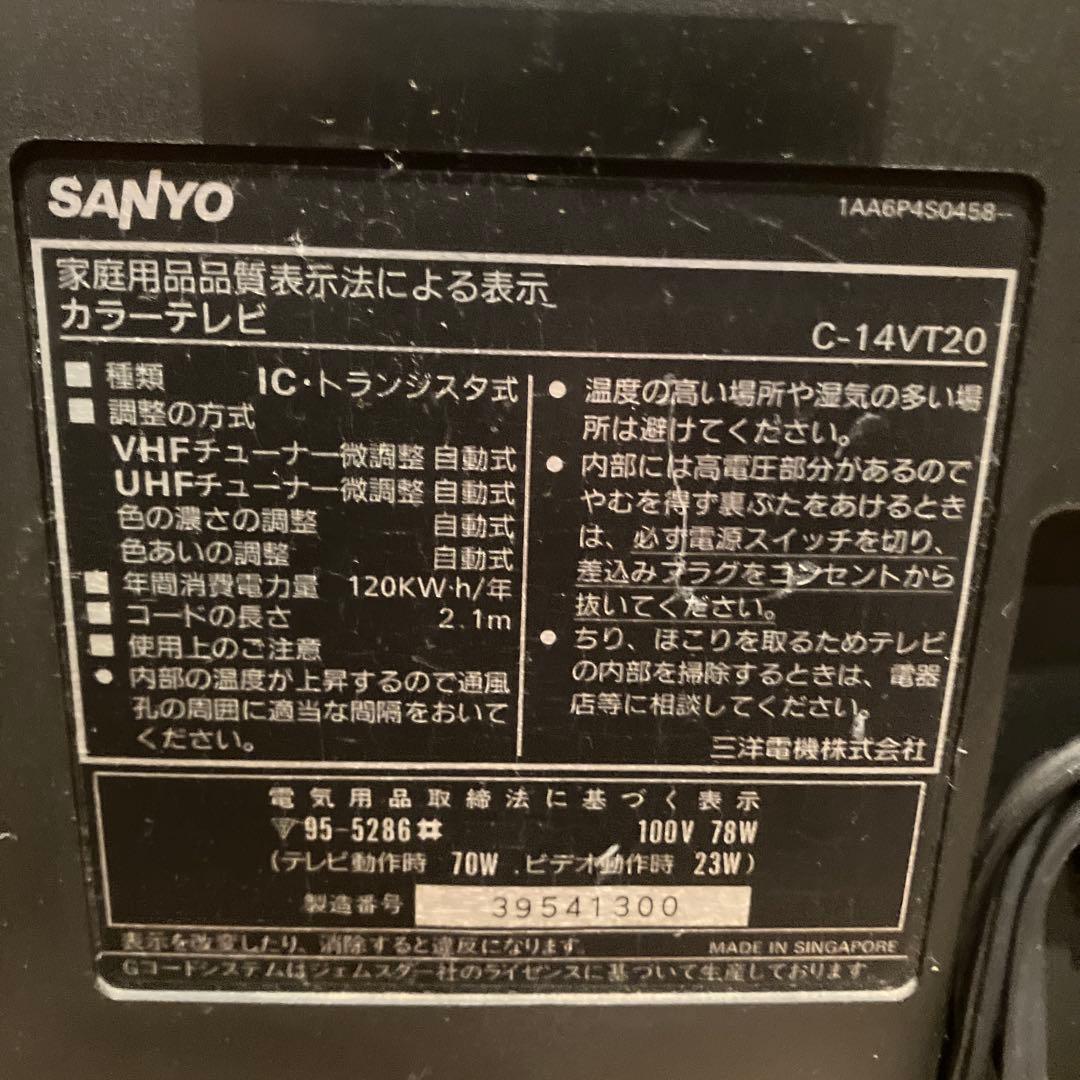 SANYO
1AA6P4S0458--
家庭用品品質表示法による表示
カラーテレビ
C-14VT20
■ 種類 IC・トランジスタ式
■ 調整の方式
VHFチューナー微調整 自動式
UHFチューナー微調整 自動式
色の濃さの調整 自動式
色あいの調整 自動式
■ 年間消費電力量 120KW・h/年
■ コードの長さ 2.1m
■ 使用上のご注意
● 内部の温度が上昇するので通風
孔の周囲に適当な間隔をおいて
ください。
● 温度の高い場所や湿気の多い場
所は避けてください。
● 内部には高電圧部分があるので
やむを得ず裏ぶたをあけるとき
は、必ず電源スイッチを切り、
差込みプラグをコンセントから
抜いてください。
● ちり、ほこりを取るためテレビ
の内部を掃除するときは、電器
店等に相談してください。
三洋電機株式会社
電気用品取締法に基づく表示
95-5286 100V 78W
(テレビ動作時 70W . ビデオ動作時 23W)
製造番号 39541300
表示を改変したり、消除すると違反になります。 MADE IN SINGAPORE
Gコードシステムはジェムスター社のライセンスに基づいて生産しております。